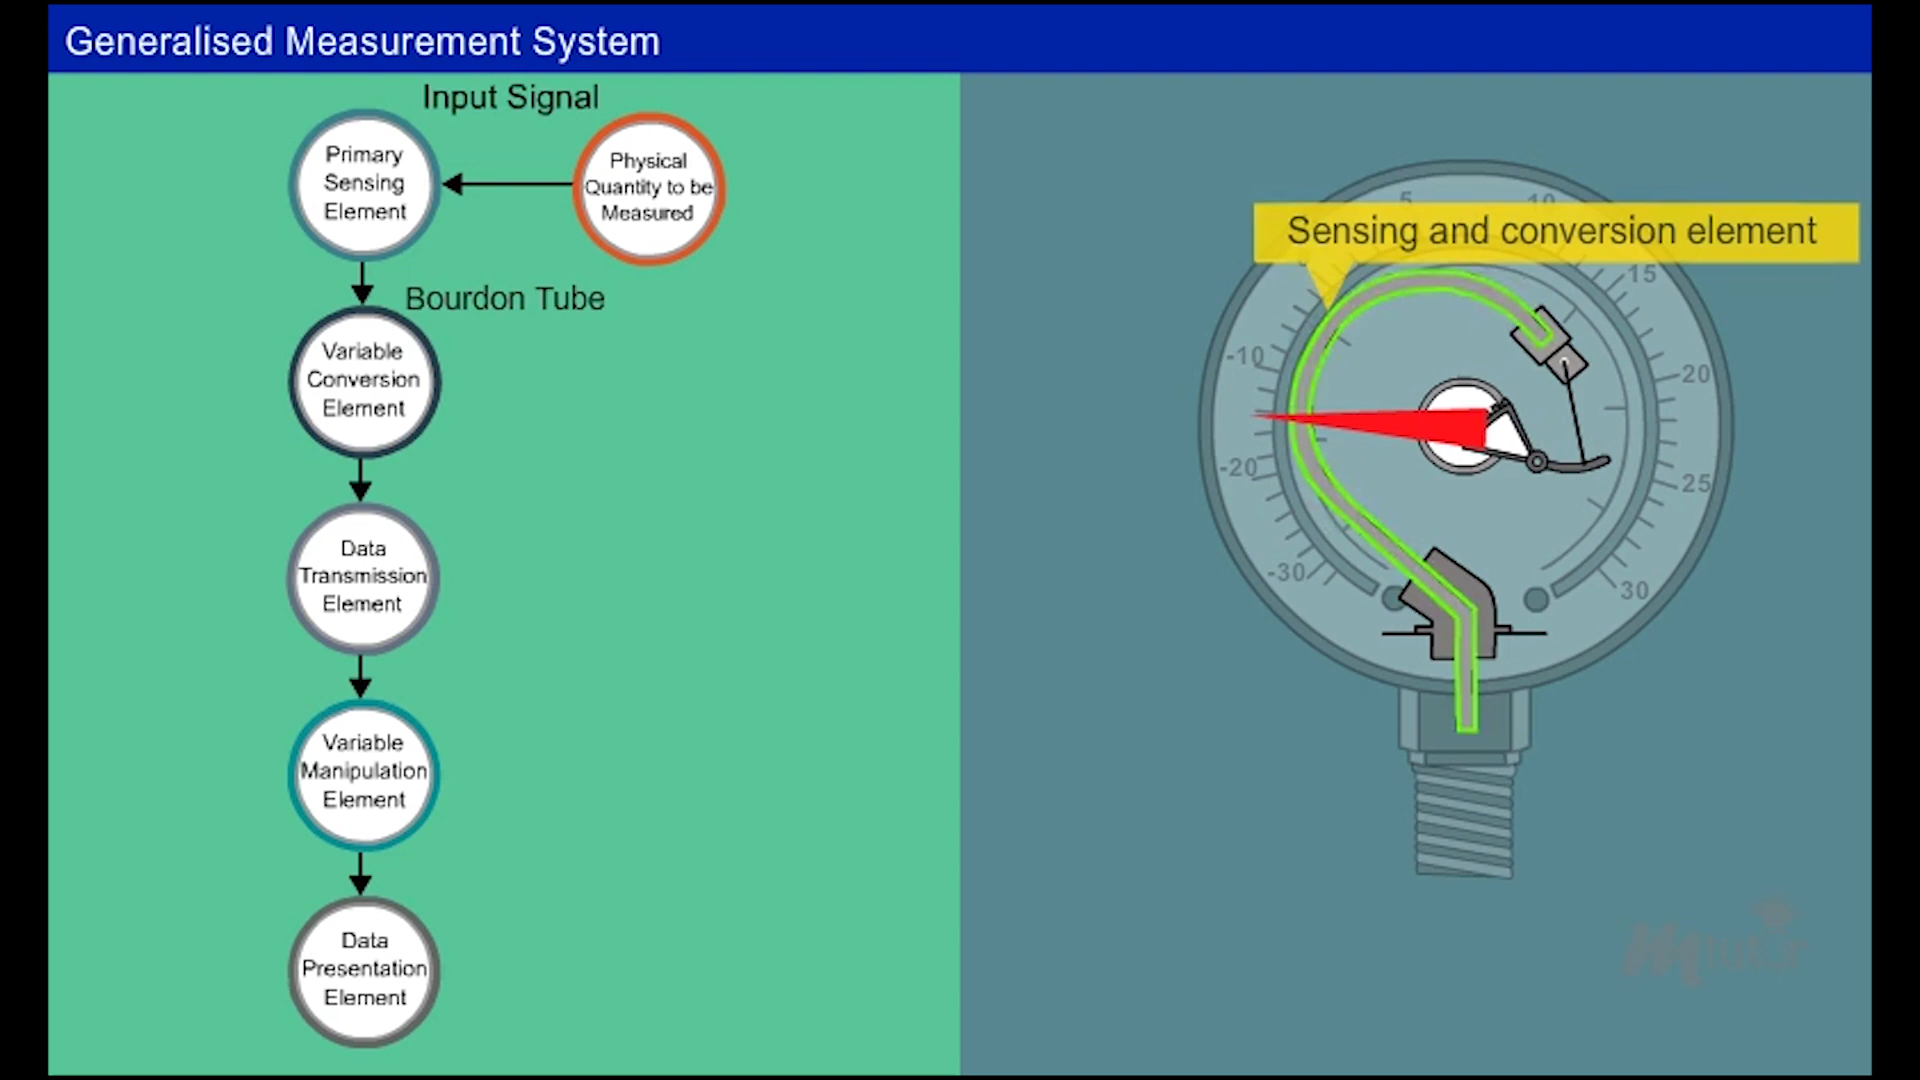 Generalised Measurement System
Input Signal
Primary
Sensing
Element
Physical
Quantity to be
Measured
Bourdon Tube
Variable
Conversion
Element
Data
Transmission
Element
Variable
Manipulation
Element
Data
Presentation
Element
5
10
Sensing and conversion element
15
-10
20
-20
25
-30
30